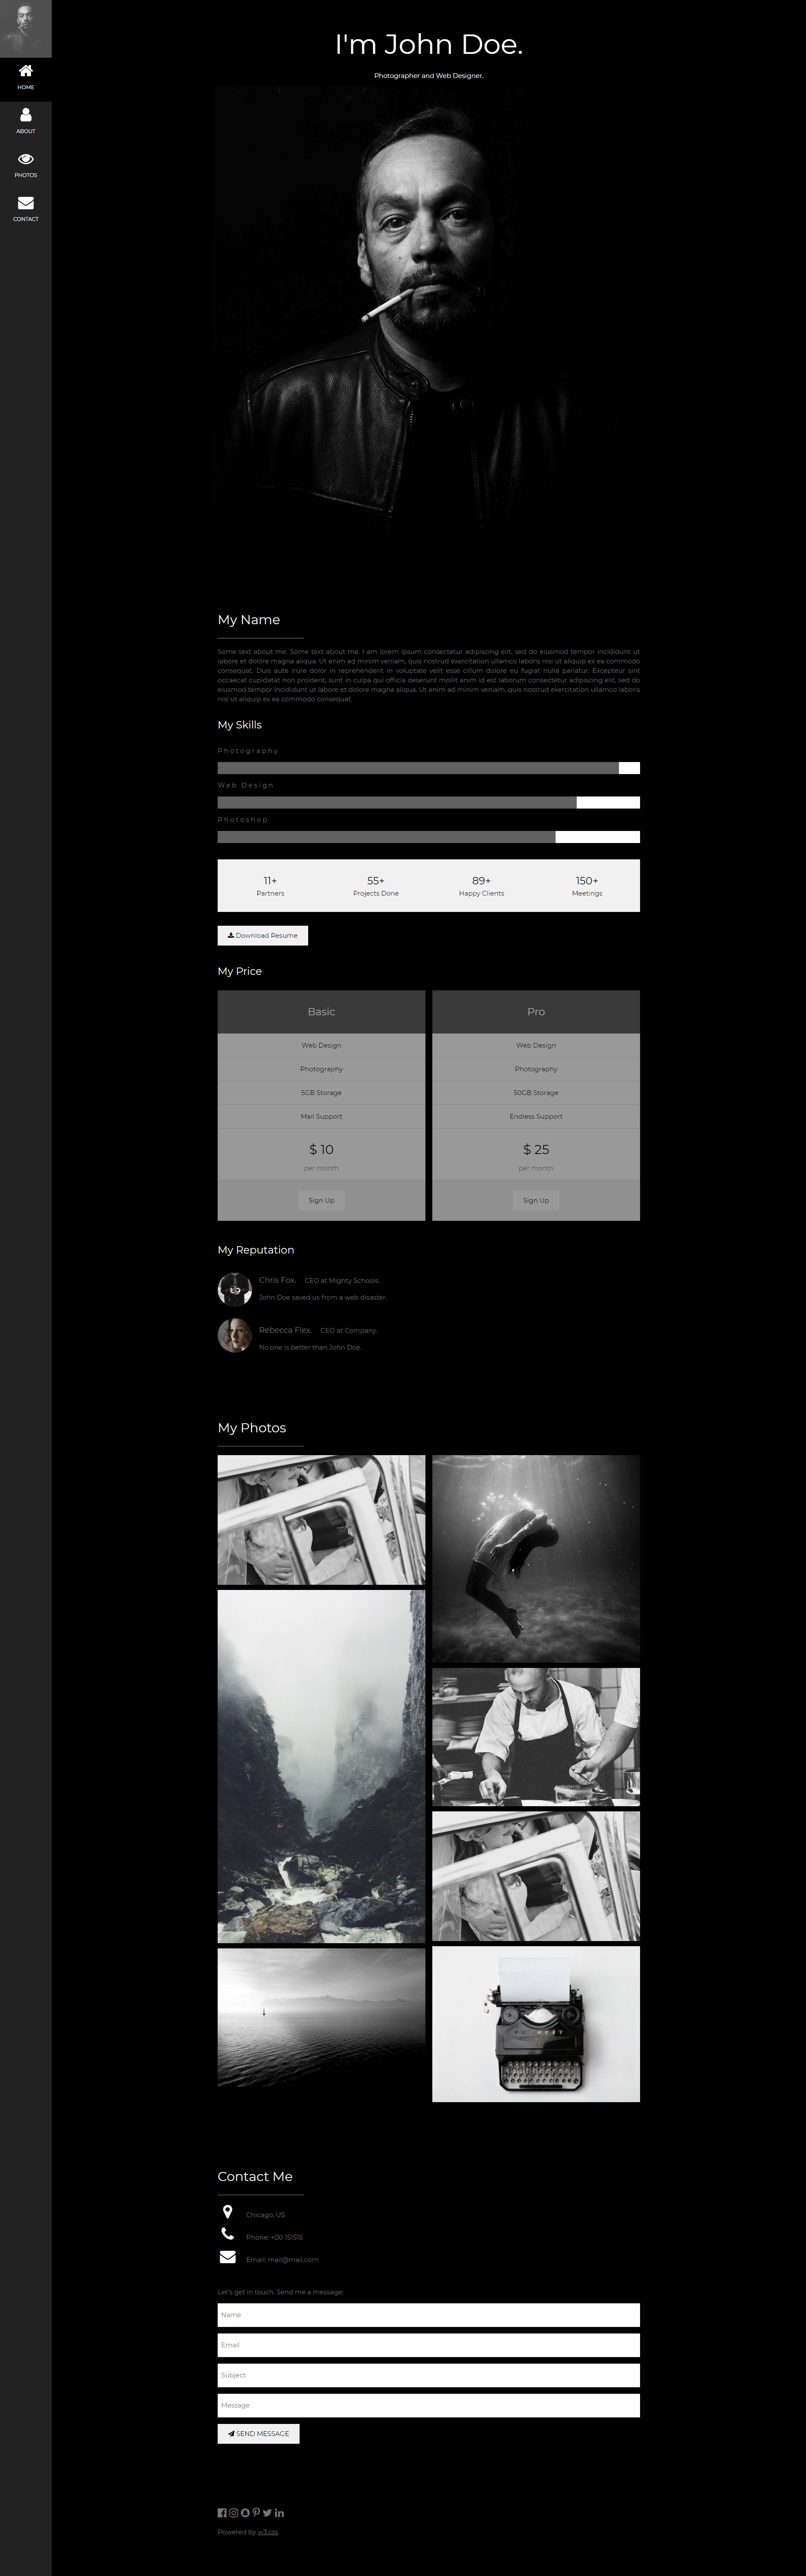 HOME
ABOUT
PHOTOS
CONTACT
I'm John Doe.
Photographer and Web Designer.
My Name
Some text about me. Some text about me. I am lorem ipsum consectetur adipiscing elit, sed do eiusmod tempor incididunt ut
labore et dolore magna aliqua. Ut enim ad minim veniam, quis nostrud exercitation ullamco laboris nisi ut aliquip ex ea commodo
consequat. Duis aute irure dolor in reprehenderit in voluptate velit esse cillum dolore eu fugiat nulla pariatur. Excepteur sint
occaecat cupidatat non proident, sunt in culpa qui officia deserunt mollit anim id est laborum consectetur adipiscing elit, sed do
eiusmod tempor incididunt ut labore et dolore magna aliqua. Ut enim ad minim veniam, quis nostrud exercitation ullamco laboris
nisi ut aliquip ex ea commodo consequat.
My Skills
Photography
Web Design
Photoshop
11+
Partners
55+
Projects Done
89+
Happy Clients
150+
Meetings
Download Resume
My Price
Basic
Web Design
Photography
5GB Storage
Mail Support
$ 10
per month
Sign Up
Pro
Web Design
Photography
50GB Storage
Endless Support
$ 25
per month
Sign Up
My Reputation
Chris Fox. CEO at Mighty Schools.
John Doe saved us from a web disaster.
Rebecca Flex. CEO at Company.
No one is better than John Doe.
My Photos
Contact Me
Chicago, US
Phone: +00 151515
Email: mail@mail.com
Let's get in touch. Send me a message:
Name
Email
Subject
Message
SEND MESSAGE
Powered by w3.css